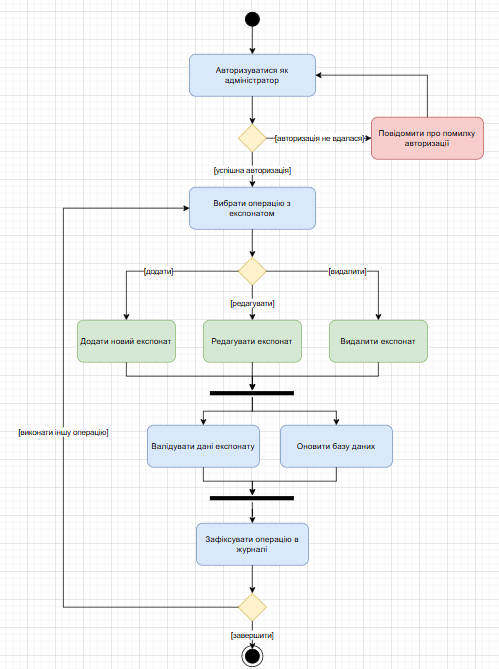 Авторизуватися як
адміністратор
[авторизація не вдалася]
Повідомити про помилку
авторизації
[успішна авторизація]
Вибрати операцію з
експонатом
[додати]
[видалити]
[редагувати]
Додати новий експонат
Редагувати експонат
Видалити експонат
[виконати іншу операцію]
Валідувати дані експонату
Оновити базу даних
Зафіксувати операцію в
журналі
[завершити]